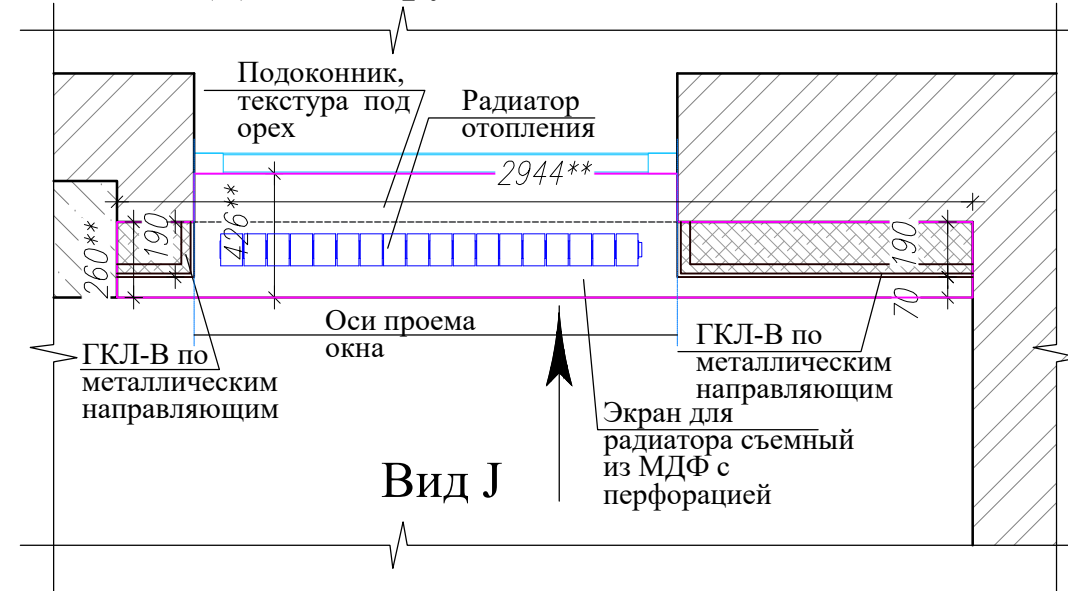 Подоконник,
текстура под
орех
Радиатор
отопления
2944**
190
426**
260**
190
70
Оси проема
окна
ГКЛ-В по
металлическим
направляющим
ГКЛ-В по
металлическим
направляющим
Экран для
радиатора съемный
из МДФ с
перфорацией
Вид J